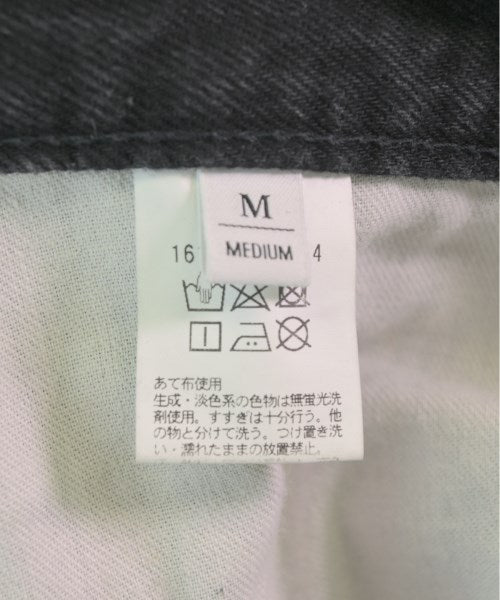 M
MEDIUM
16 4
あて布使用
生成・淡色系の色物は無蛍光洗
剤使用。すすぎは十分行う。他
の物と分けて洗う。つけ置き洗
い・濡れたままの放置禁止。